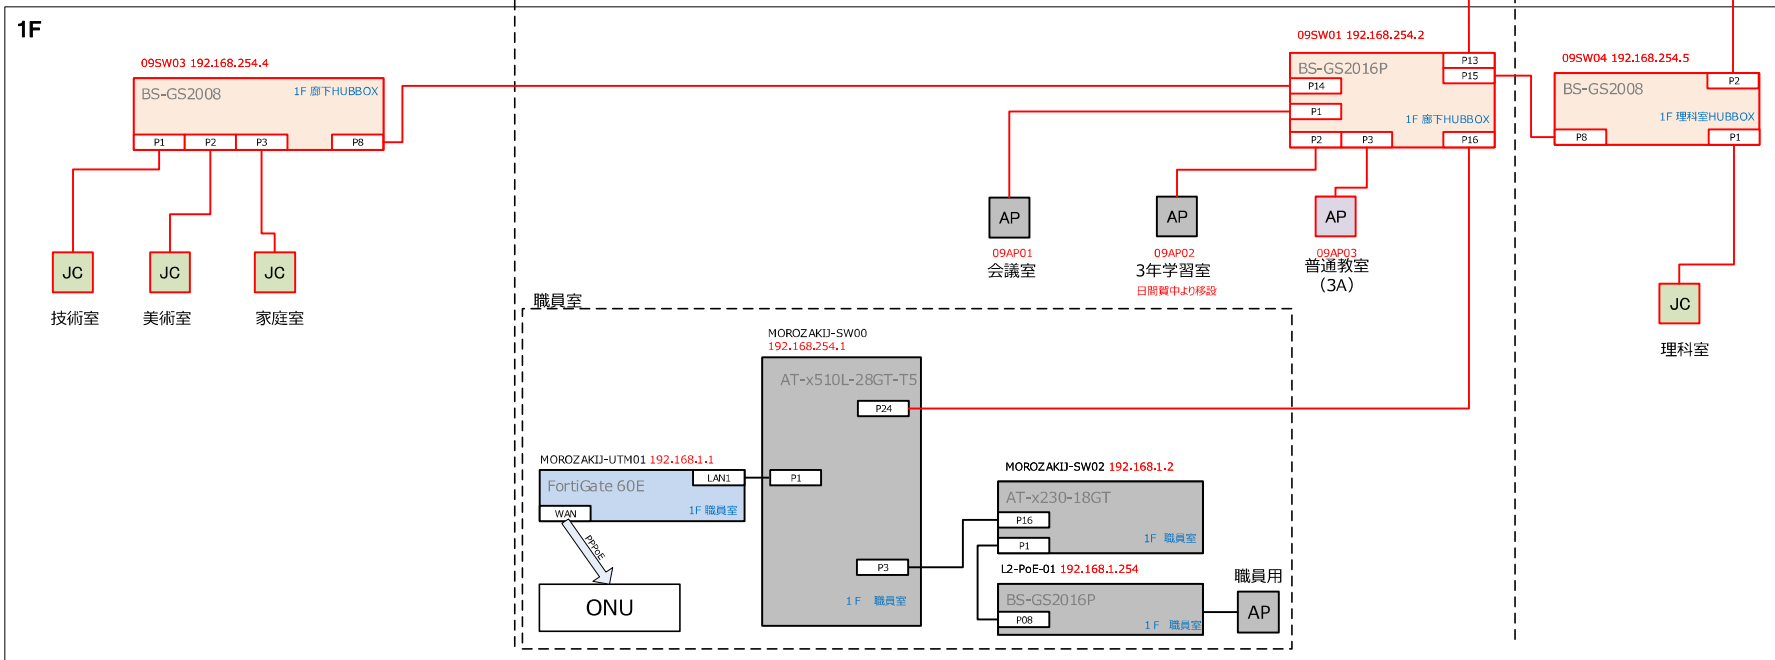 1F
09SW03 192.168.254.4
BS-GS2008
1F 廊下HUBBOX
P1
P2
P3
P8
JC
技術室
JC
美術室
JC
家庭室
09SW01 192.168.254.2
BS-GS2016P
P13
P15
P14
P1
1F 廊下HUBBOX
P2
P3
P16
09SW04 192.168.254.5
BS-GS2008
P2
1F 理科室HUBBOX
P8
P1
AP
09AP01
会議室
AP
09AP02
3年学習室
日間賀中より移設
AP
09AP03
普通教室
(3A)
JC
理科室
職員室
MOROZAKIJ-SW00
192.168.254.1
AT-x510L-28GT-T5
P24
P1
P3
1F 職員室
MOROZAKIJ-UTM01 192.168.1.1
FortiGate 60E
LAN1
WAN
1F 職員室
PPPoE
ONU
MOROZAKIJ-SW02 192.168.1.2
AT-x230-18GT
P16
P1
1F 職員室
L2-PoE-01 192.168.1.254
BS-GS2016P
P08
1F 職員室
職員用
AP